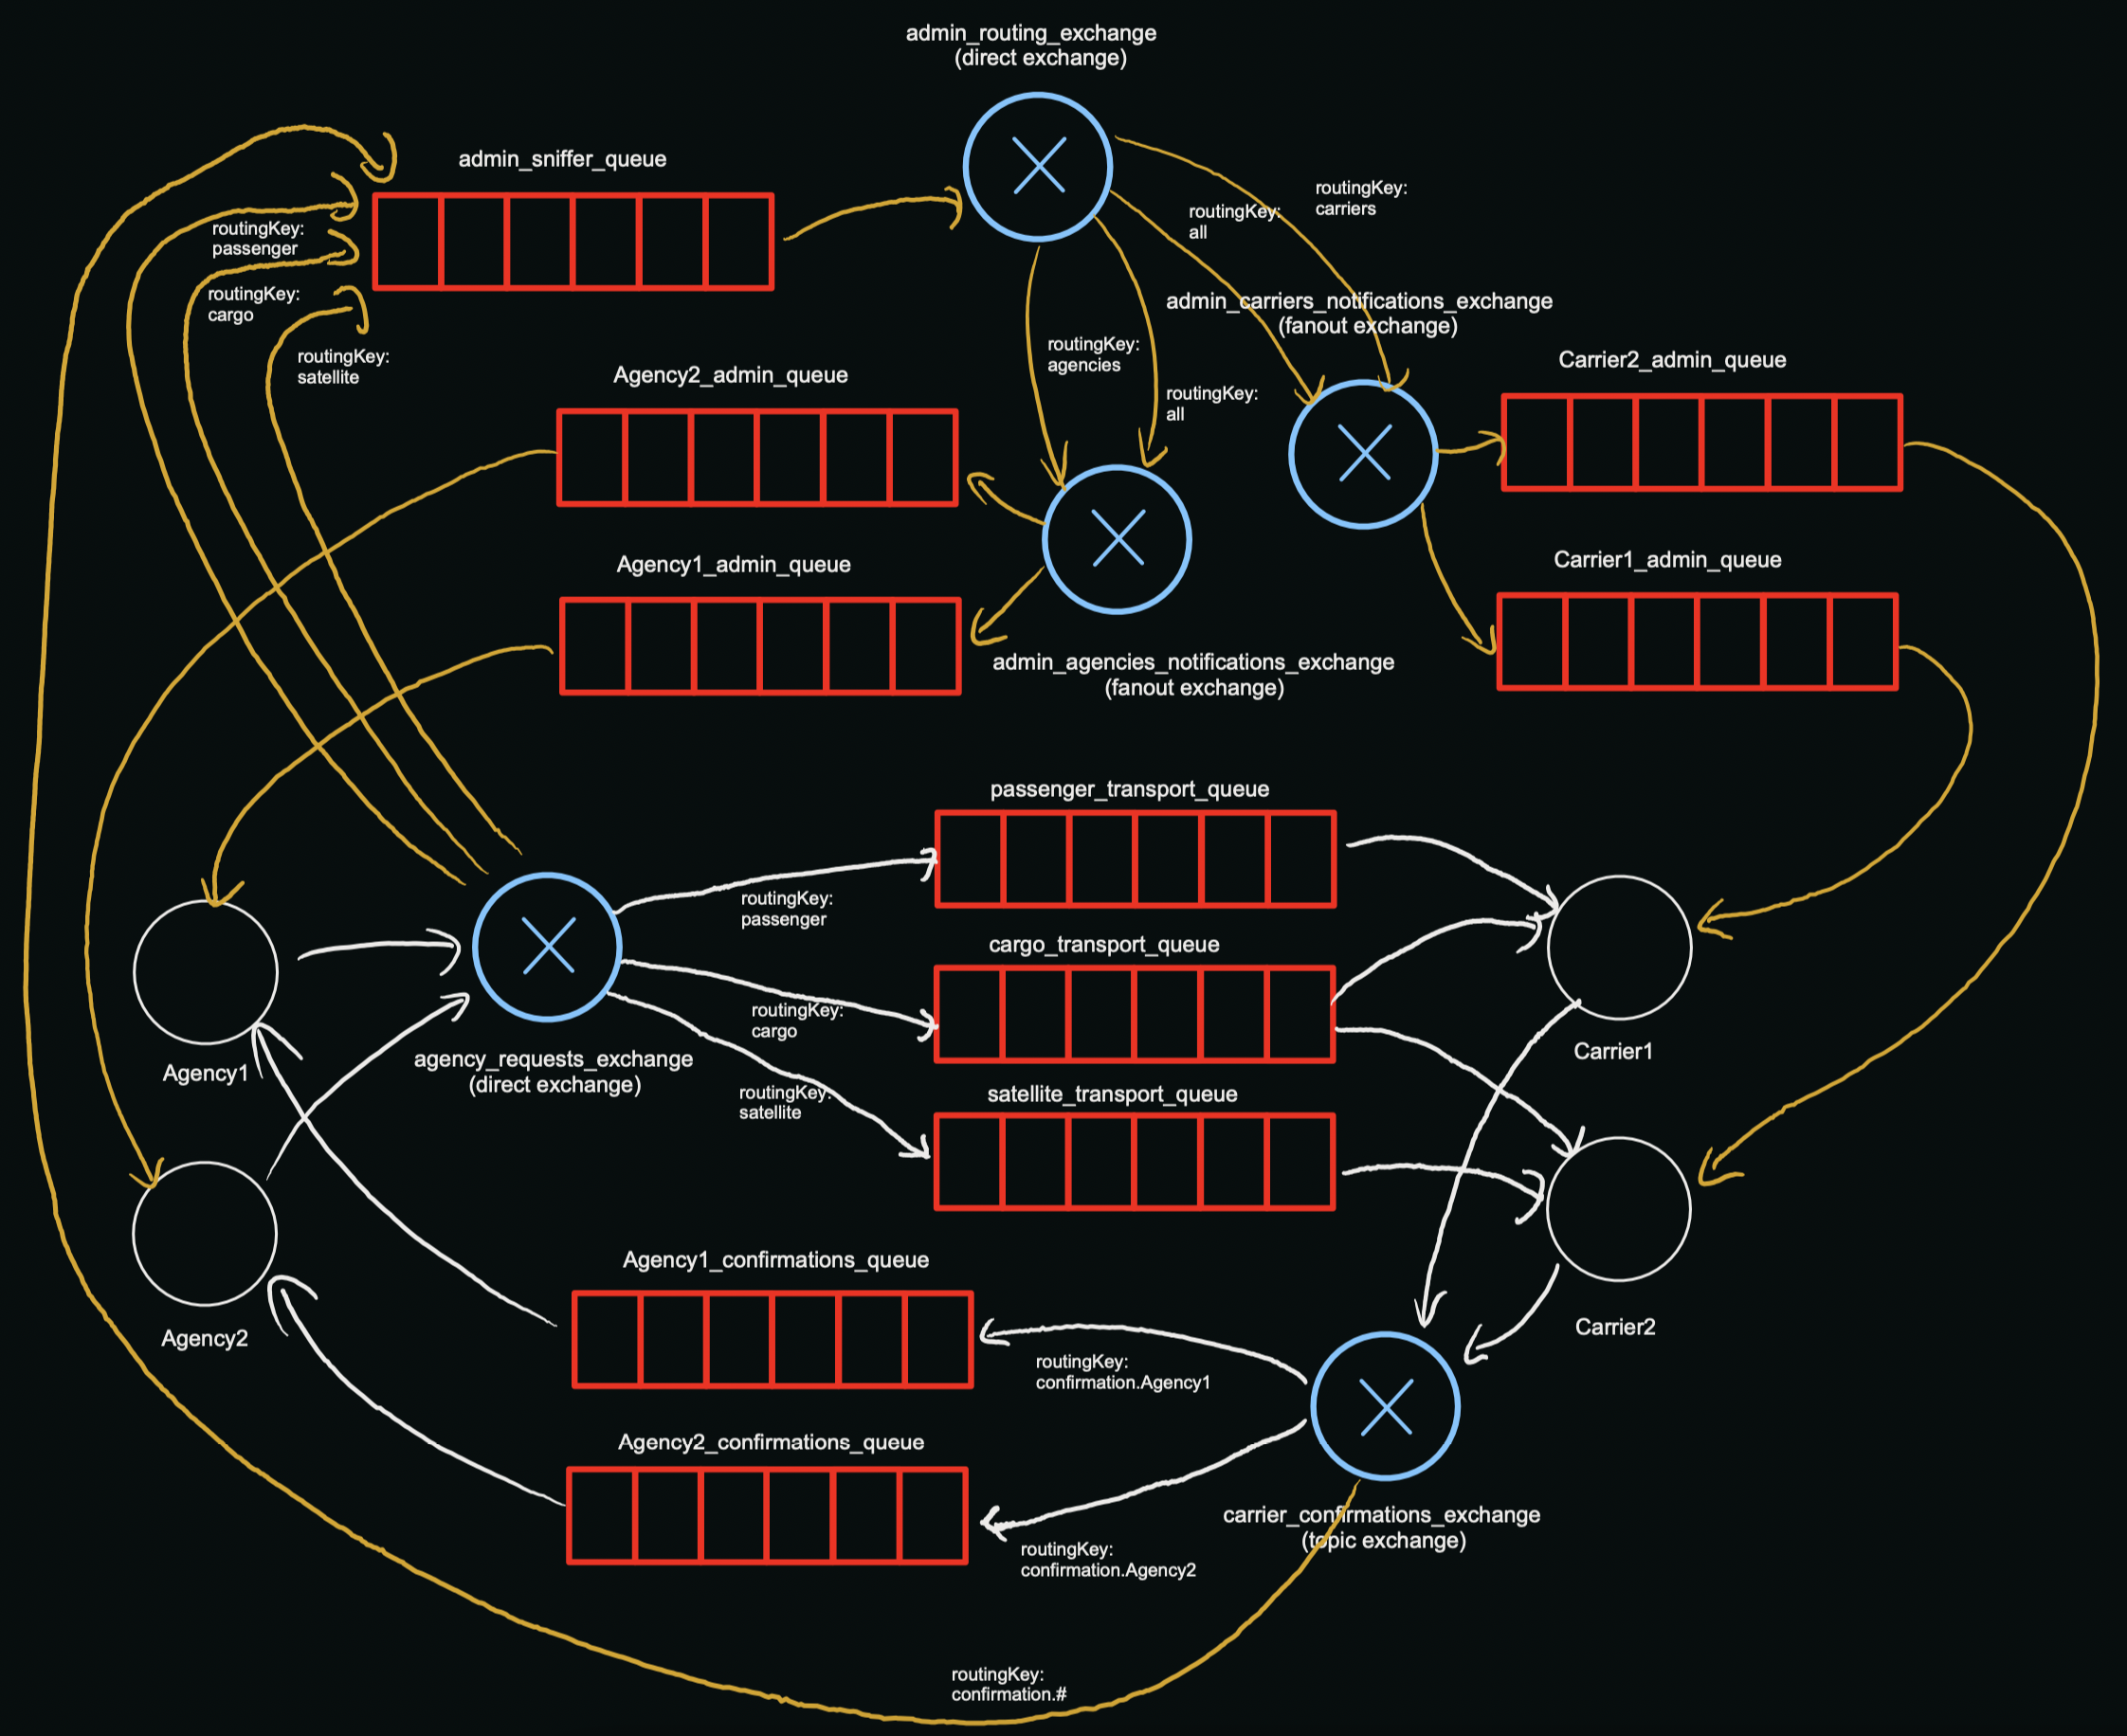 admin_routing_exchange
(direct exchange)
admin_sniffer_queue
routingKey:
carriers
routingKey:
all
routingKey:
passenger
routingKey:
cargo
admin_carriers_notifications_exchange
(fanout exchange)
routingKey:
agencies
routingKey:
satellite
Carrier2_admin_queue
Agency2_admin_queue
routingKey:
all
Carrier1_admin_queue
Agency1_admin_queue
admin_agencies_notifications_exchange
(fanout exchange)
passenger_transport_queue
routingKey:
passenger
cargo_transport_queue
routingKey:
cargo
Carrier1
agency_requests_exchange
(direct exchange)
Agency1
routingKey:
satellite
satellite_transport_queue
Agency1_confirmations_queue
Carrier2
Agency2
routingKey:
confirmation.Agency1
Agency2_confirmations_queue
carrier_confirmations_exchange
(topic exchange)
routingKey:
confirmation.Agency2
routingKey:
confirmation.#